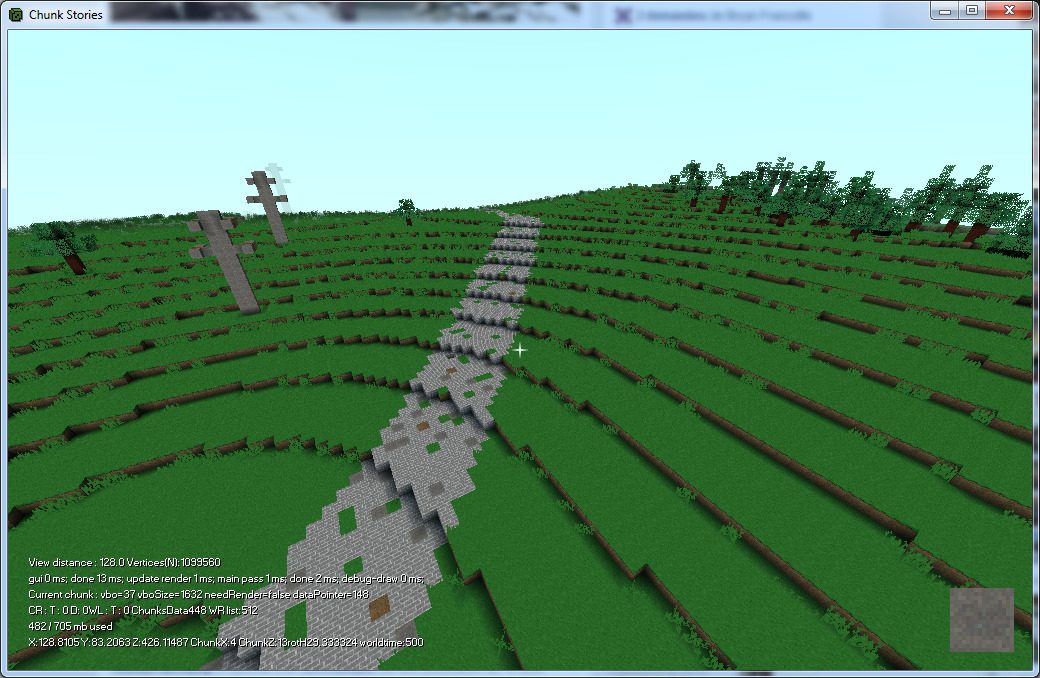 Chunk Stories
View distance : 128.0 Vertices(N):1099560
gui 0 ms; done 13 ms; update render 1 ms; main pass 1 ms; done 2 ms; debug-draw 0 ms;
Current chunk : vbo=37 vboSize=1632 needRender=false dataPointer=148
CR : T : 0 D: 0WL : T : 0 ChunksData448 WR list:512
482 / 705 mb used
X:128.8105 Y:83.2063 Z:426.11487 ChunkX:4 ChunkZ:13rotH29.333324 worldtime:500